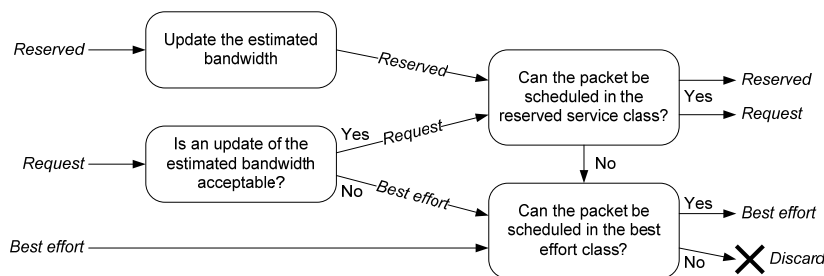 Reserved
Update the estimated
bandwidth
Reserved
Can the packet be
scheduled in the
reserved service class?
Reserved
Yes
Request
Request
Is an update of the
estimated bandwidth
acceptable?
Yes
Request
No
Best effort
No
Best effort
Can the packet be
scheduled in the best
effort class?
Yes
Best effort
No
Discard